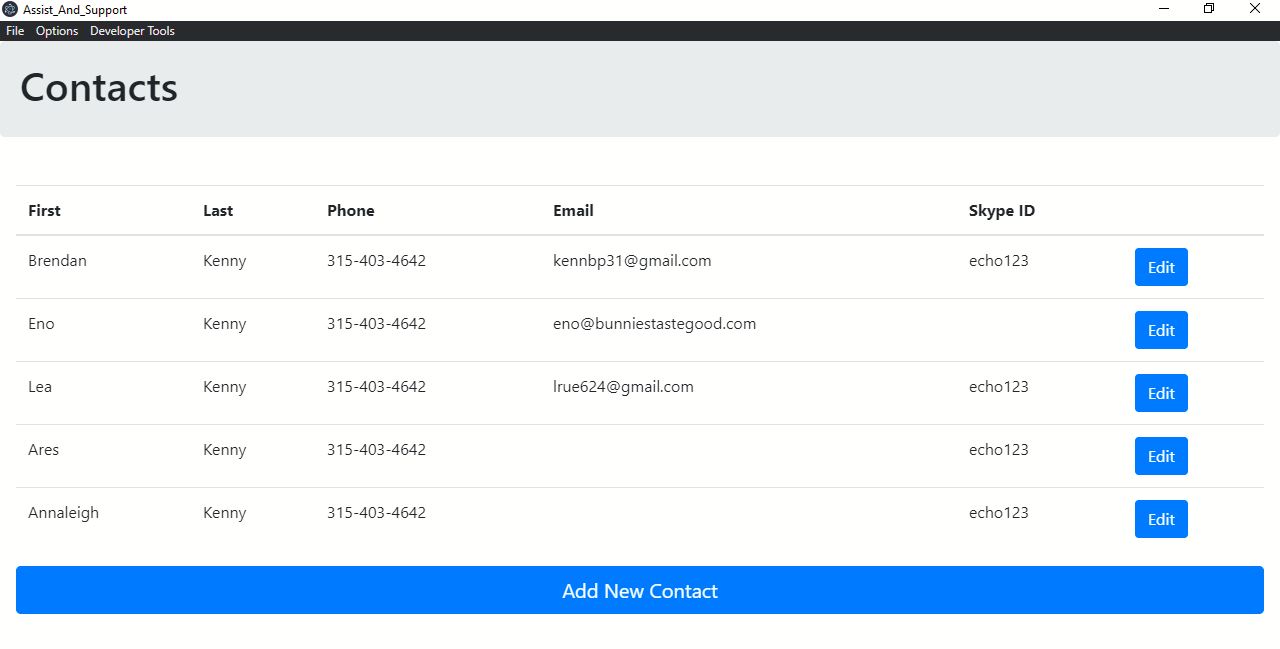 Assist_And_Support
File Options Developer Tools
Contacts
First Last Phone Email Skype ID
Brendan Kenny 315-403-4642 kennbp31@gmail.com echo123 Edit
Eno Kenny 315-403-4642 eno@bunniestastegood.com Edit
Lea Kenny 315-403-4642 lrue624@gmail.com echo123 Edit
Ares Kenny 315-403-4642 echo123 Edit
Annaleigh Kenny 315-403-4642 echo123 Edit
Add New Contact